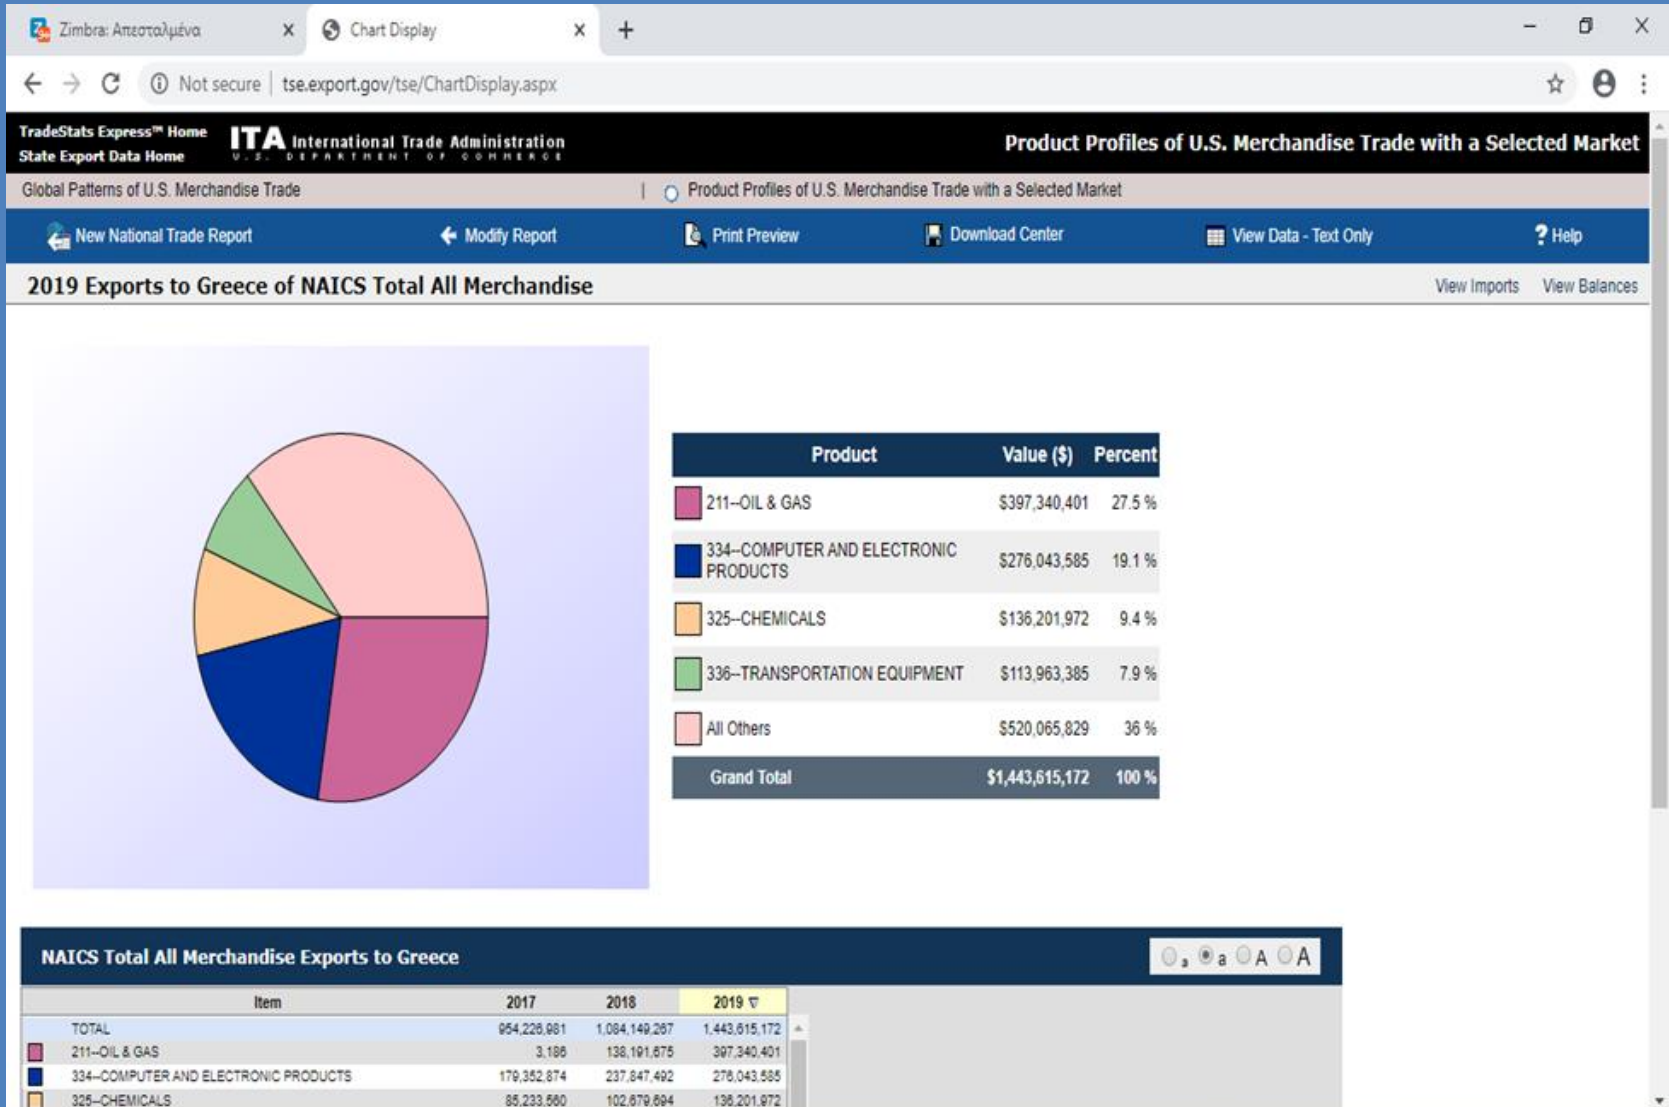 Zimbra: Απεσταλμένα
Chart Display
Not secure | tse.export.gov/tse/ChartDisplay.aspx
TradeStats Express™ Home
State Export Data Home
ITA International Trade Administration
U.S. DEPARTMENT OF COMMERCE
Product Profiles of U.S. Merchandise Trade with a Selected Market
Global Patterns of U.S. Merchandise Trade | Product Profiles of U.S. Merchandise Trade with a Selected Market
New National Trade Report Modify Report Print Preview Download Center View Data - Text Only ? Help
2019 Exports to Greece of NAICS Total All Merchandise View Imports View Balances
Product Value ($) Percent
211--OIL & GAS $397,340,401 27.5 %
334--COMPUTER AND ELECTRONIC
PRODUCTS $276,043,585 19.1 %
325--CHEMICALS $136,201,972 9.4 %
336--TRANSPORTATION EQUIPMENT $113,963,385 7.9 %
All Others $520,065,829 36 %
Grand Total $1,443,615,172 100 %
NAICS Total All Merchandise Exports to Greece a a A A
Item 2017 2018 2019
TOTAL 954,226,981 1,084,149,267 1,443,615,172
211--OIL & GAS 3,186 138,191,675 397,340,401
334--COMPUTER AND ELECTRONIC PRODUCTS 179,352,874 237,847,492 276,043,585
325--CHEMICALS 85,233,560 102,679,694 136,201,972